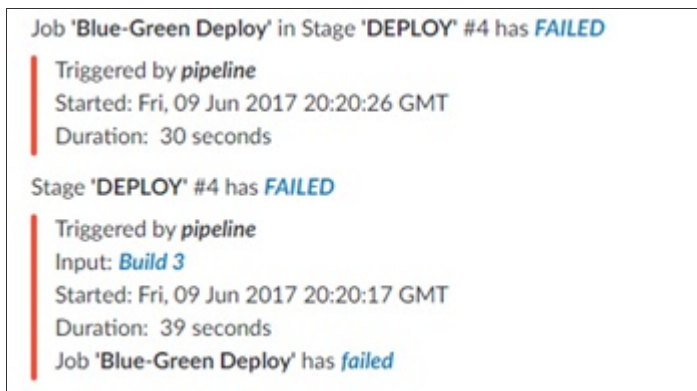 Job 'Blue-Green Deploy' in Stage 'DEPLOY' #4 has FAILED
Triggered by pipeline
Started: Fri, 09 Jun 2017 20:20:26 GMT
Duration: 30 seconds
Stage 'DEPLOY' #4 has FAILED
Triggered by pipeline
Input: Build 3
Started: Fri, 09 Jun 2017 20:20:17 GMT
Duration: 39 seconds
Job 'Blue-Green Deploy' has failed